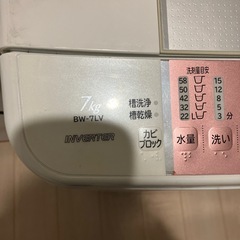 7kg
BW-7LV
INVERTER
槽洗浄
槽乾燥
カビ
ブロック
洗剤量目安
58 15
50 12
42 8
32 5
22L 3分
水量
洗い